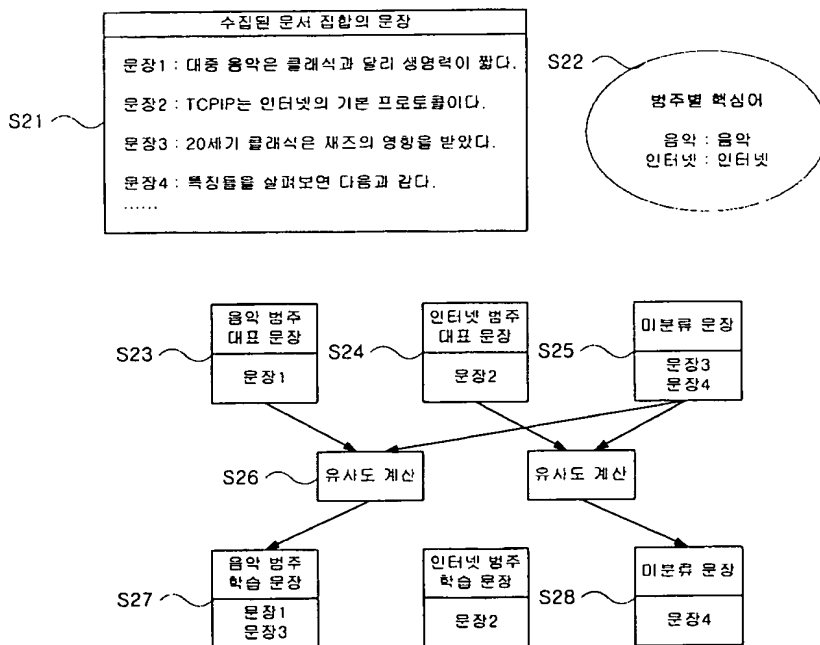 수집된 문서 집합의 문장
문장1 : 대중 음악은 클래식과 달리 생명력이 짧다.
문장2 : TCPIP는 인터넷의 기본 프로토콜이다.
문장3 : 20세기 클래식은 재즈의 영향을 받았다.
문장4 : 특징들을 살펴보면 다음과 같다.
······
S21
S22
범주별 핵심어
음악 : 음악
인터넷 : 인터넷
S23
음악 범주
대표 문장
문장1
S24
인터넷 범주
대표 문장
문장2
S25
미분류 문장
문장3
문장4
S26
유사도 계산
유사도 계산
S27
음악 범주
학습 문장
문장1
문장3
인터넷 범주
학습 문장
문장2
S28
미분류 문장
문장4